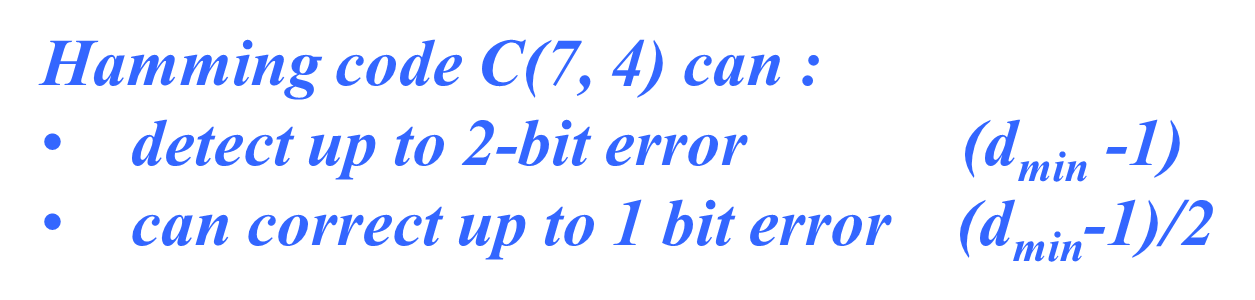 Hamming code C(7, 4) can :
• detect up to 2-bit error (dmin -1)
• can correct up to 1 bit error (dmin-1)/2